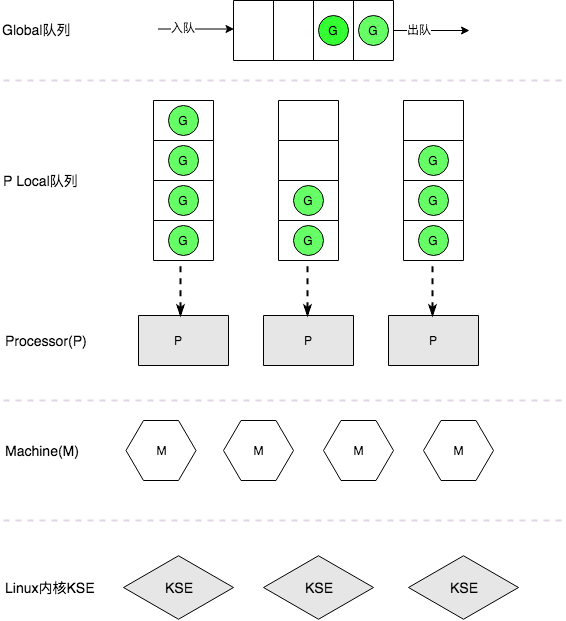 Global队列
入队
G
G
出队
G
G
G
P Local队列
G
G
G
G
G
G
Processor(P)
P
P
P
Machine(M)
M
M
M
M
Linux内核KSE
KSE
KSE
KSE